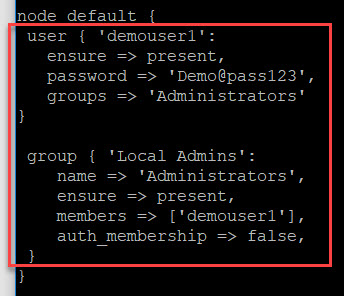 node default {
user { 'demouser1':
ensure => present,
password => 'Demo@pass123',
groups => 'Administrators'
}
group { 'Local Admins':
name => 'Administrators',
ensure => present,
members => ['demouser1'],
auth_membership => false,
}
}